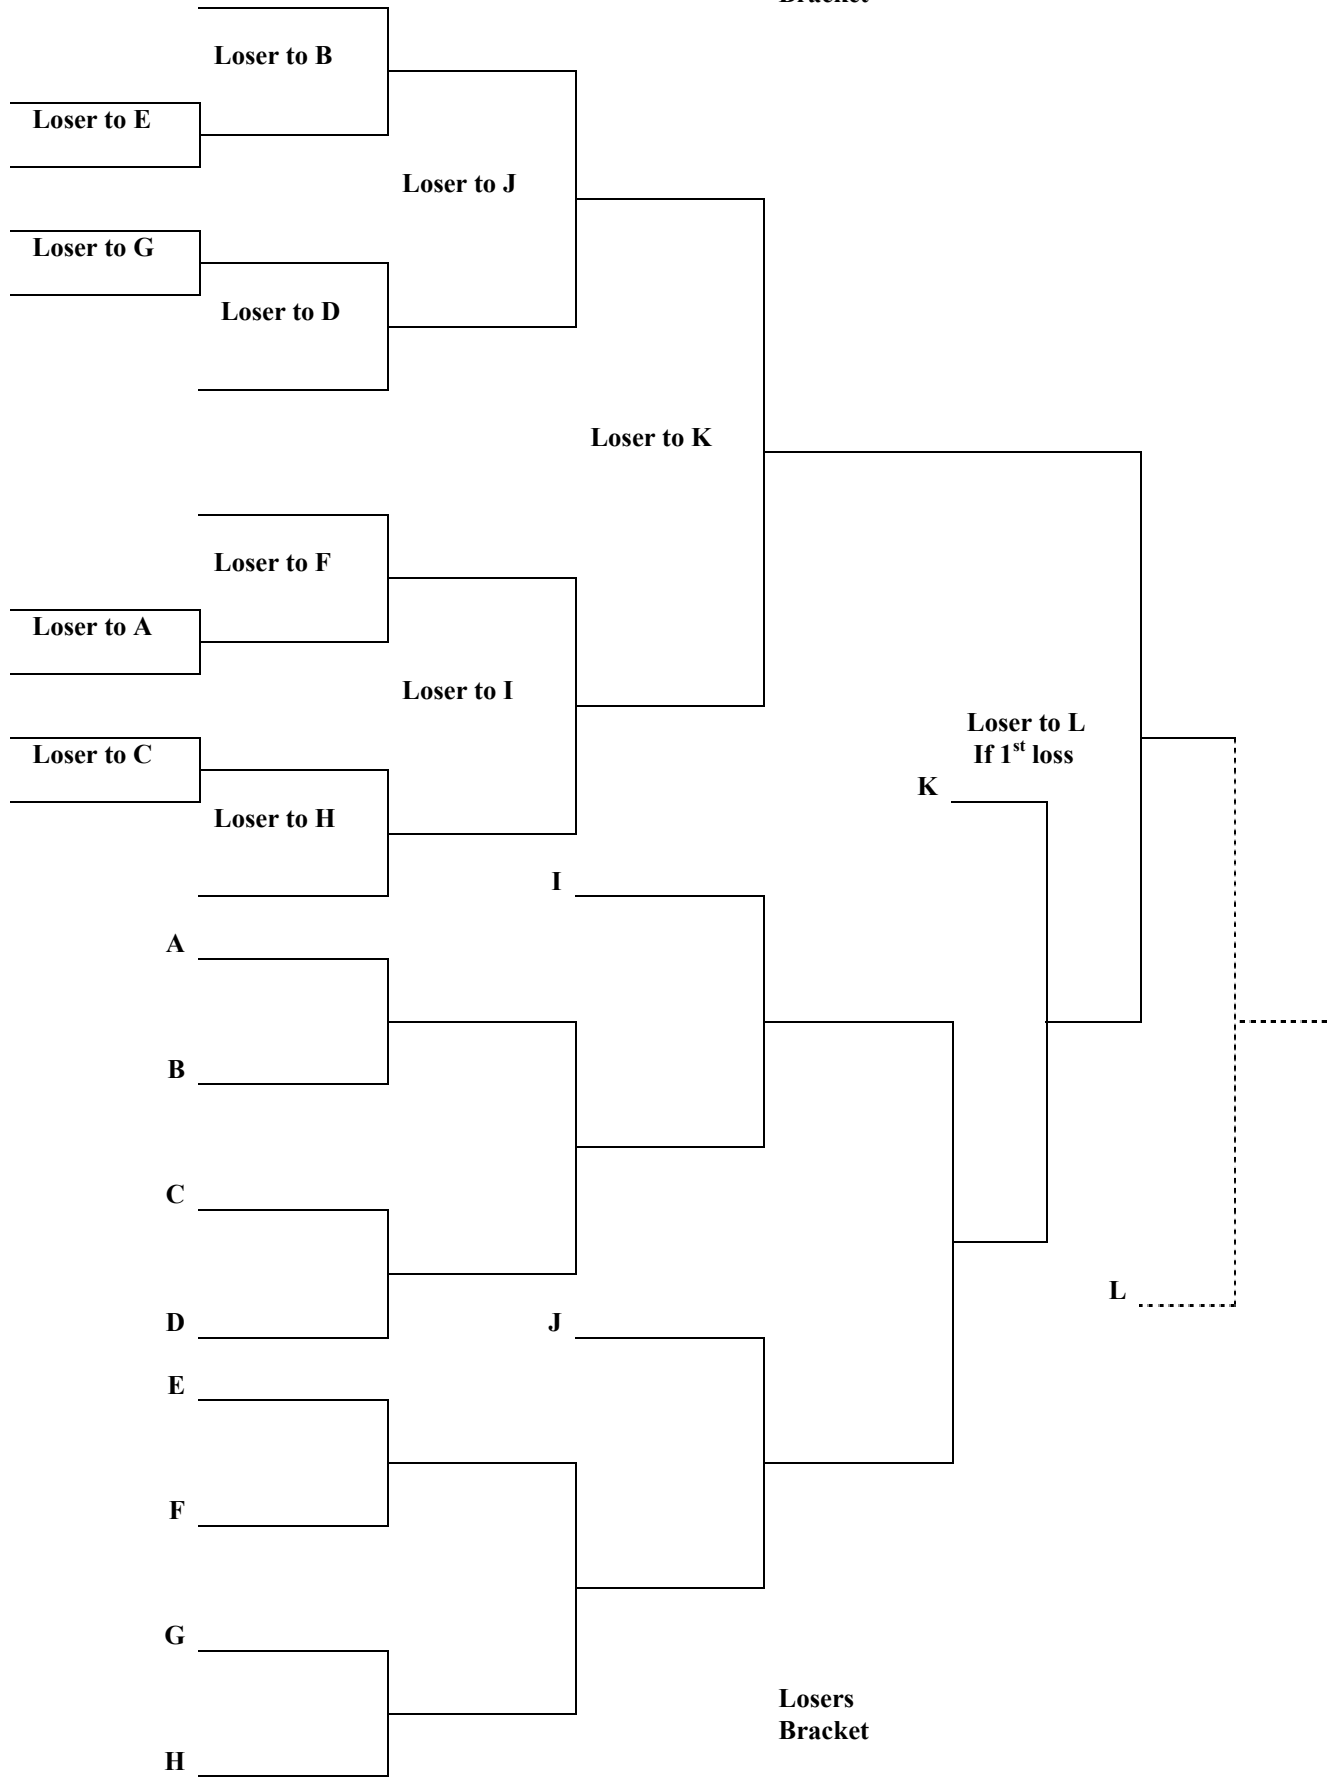 Bracket
Loser to B
Loser to E
Loser to J
Loser to G
Loser to D
Loser to K
Loser to F
Loser to A
Loser to I
Loser to L
If 1st loss
Loser to C
K
Loser to H
I
A
B
C
L
D
J
E
F
G
Losers
Bracket
H